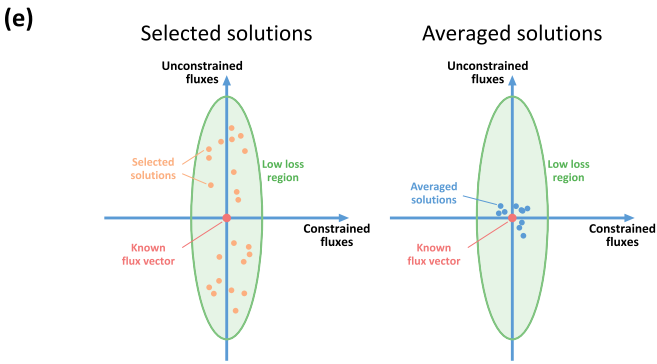 (e)
Selected solutions
Unconstrained
fluxes
Selected
solutions
Low loss
region
Constrained
fluxes
Known
flux vector
Averaged solutions
Unconstrained
fluxes
Low loss
region
Averaged
solutions
Constrained
fluxes
Known
flux vector